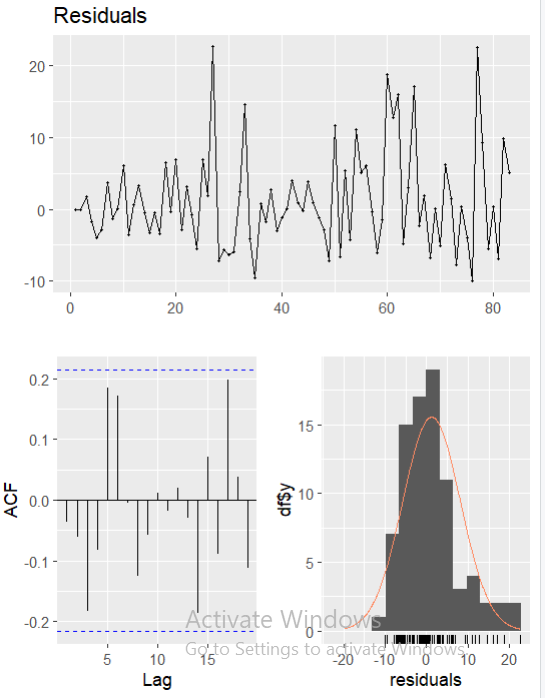 Residuals
20
10
0
-10
0 20 40 60 80
0.2
0.1
0.0
-0.1
-0.2
ACF
5 10 15
Lag
15
10
5
0
df$y
-20 -10 0 10 20
residuals
Activate Windows
Go to Settings to activate Windows.